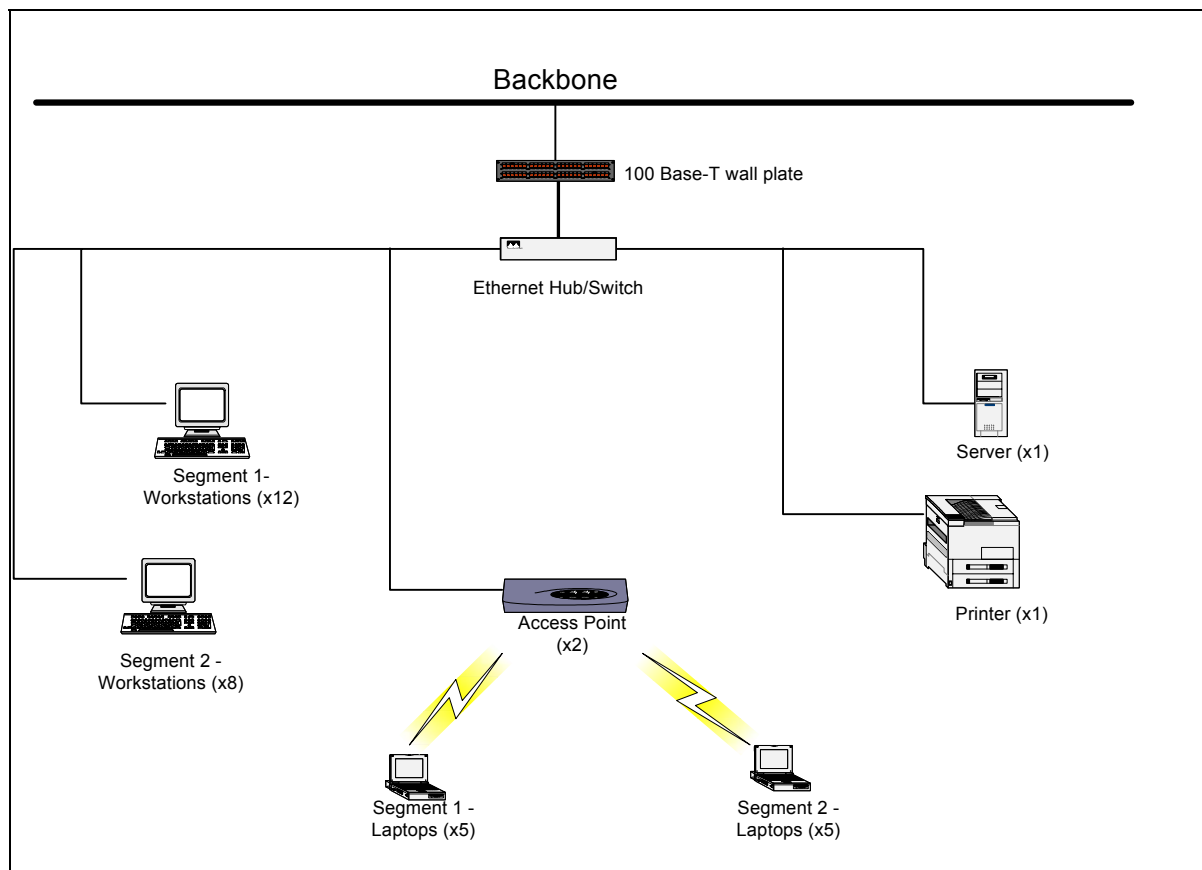 Backbone
100 Base-T wall plate
Ethernet Hub/Switch
Segment 1-
Workstations (x12)
Server (x1)
Segment 2 -
Workstations (x8)
Access Point
(x2)
Printer (x1)
Segment 1 -
Laptops (x5)
Segment 2 -
Laptops (x5)